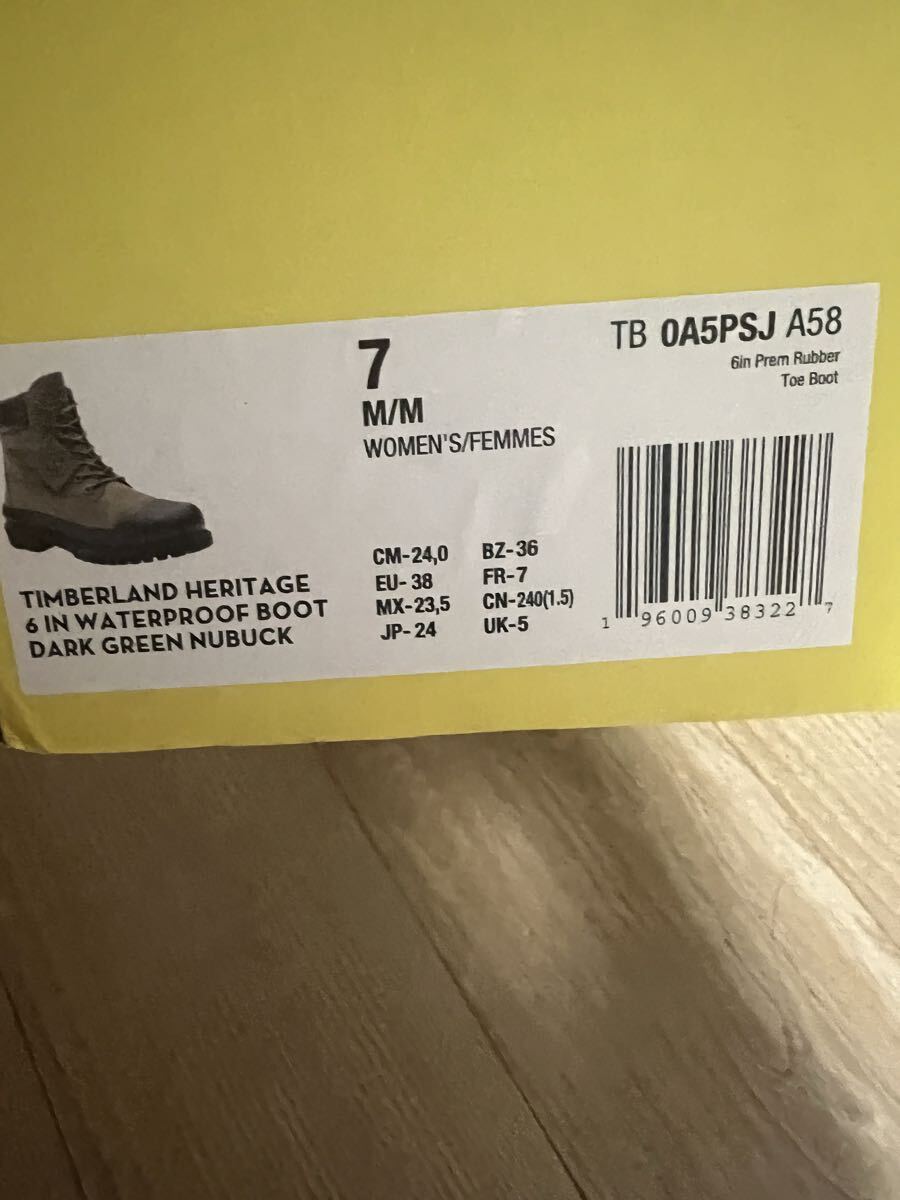 7
M/M
WOMEN'S/FEMMES
TB 0A5PSJ A58
6in Prem Rubber
Toe Boot
TIMBERLAND HERITAGE
6 IN WATERPROOF BOOT
DARK GREEN NUBUCK
CM-24,0 BZ-36
EU-38 FR-7
MX-23,5 CN-240(1.5)
JP-24 UK-5
1 96009 38322 7